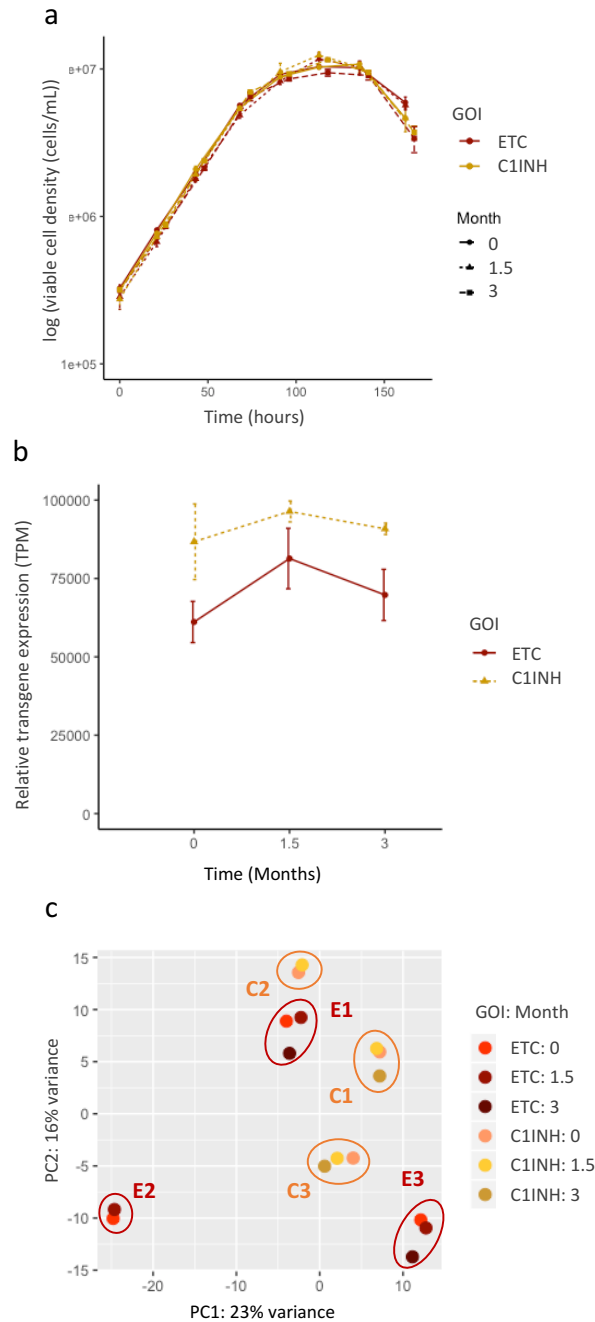 a
log (viable cell density (cells/mL))
e+07
e+06
1e+05
0
50
100
150
Time (hours)
GOI
ETC
C1INH
Month
0
1.5
3
b
Relative transgene expression (TPM)
100000
75000
50000
25000
0
0
1.5
3
Time (Months)
GOI
ETC
C1INH
c
PC2: 16% variance
15
10
5
0
-5
-10
-15
-20
-10
0
10
PC1: 23% variance
C2
E1
C1
C3
E2
E3
GOI: Month
ETC: 0
ETC: 1.5
ETC: 3
C1INH: 0
C1INH: 1.5
C1INH: 3